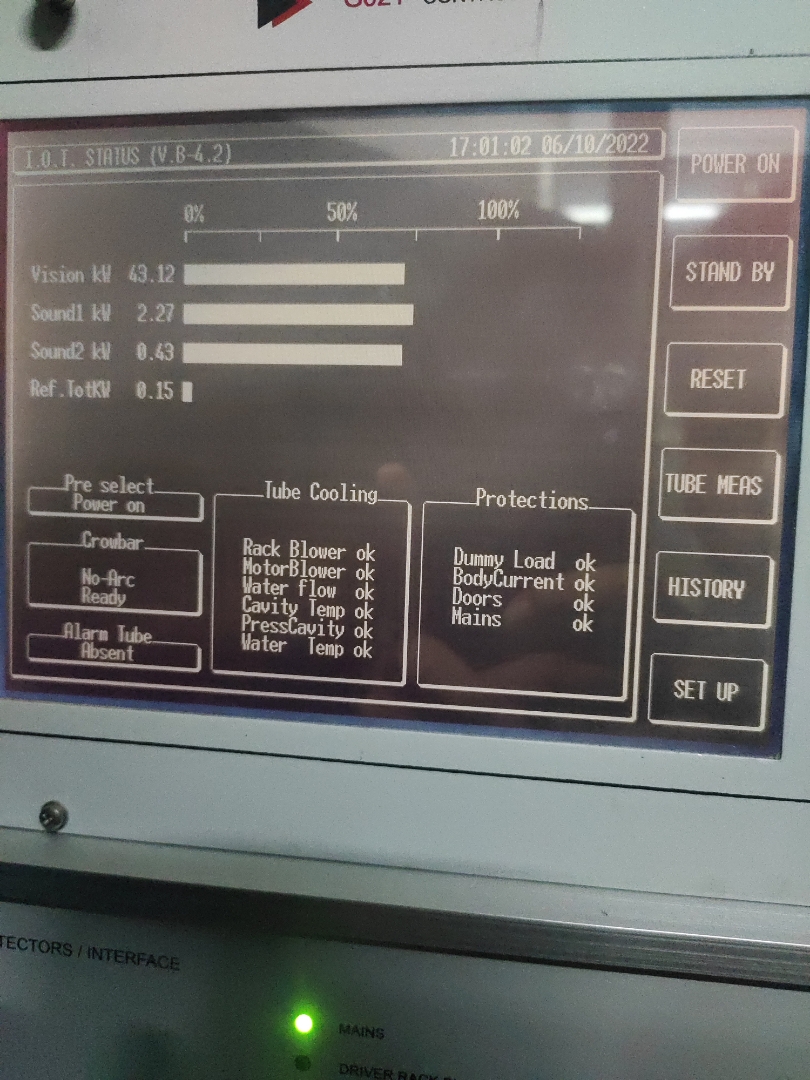 I.O.T. STATUS (V.B-4.2) 17:01:02 06/10/2022
POWER ON
0% 50% 100%
STAND BY
Vision kW 43.12
Sound1 kW 2.27
Sound2 kW 0.43
RESET
Ref.TotKW 0.15
TUBE MEAS
Pre select
Power on
Crowbar
No-Arc
Ready
Alarm Tube
Absent
Tube Cooling
Rack Blower ok
MotorBlower ok
Water flow ok
Cavity Temp ok
PressCavity ok
Water Temp ok
Protections
Dummy Load ok
BodyCurrent ok
Doors ok
Mains ok
HISTORY
SET UP
TECTORS / INTERFACE
MAINS
DRIVER RACK